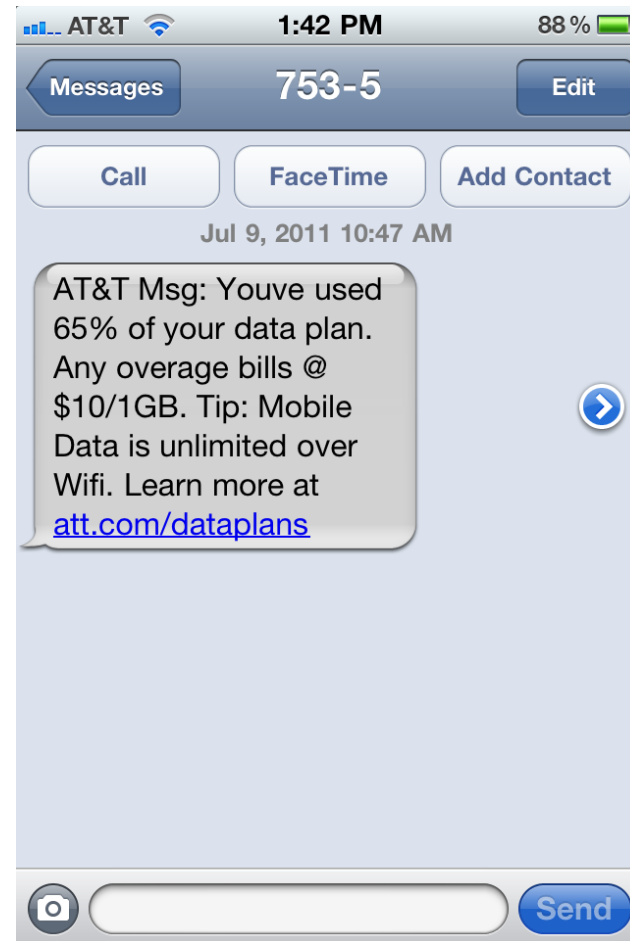 AT&T 1:42 PM 88%
Messages 753-5 Edit
Call FaceTime Add Contact
Jul 9, 2011 10:47 AM
AT&T Msg: Youve used
65% of your data plan.
Any overage bills @
$10/1GB. Tip: Mobile
Data is unlimited over
Wifi. Learn more at
att.com/dataplans
Send